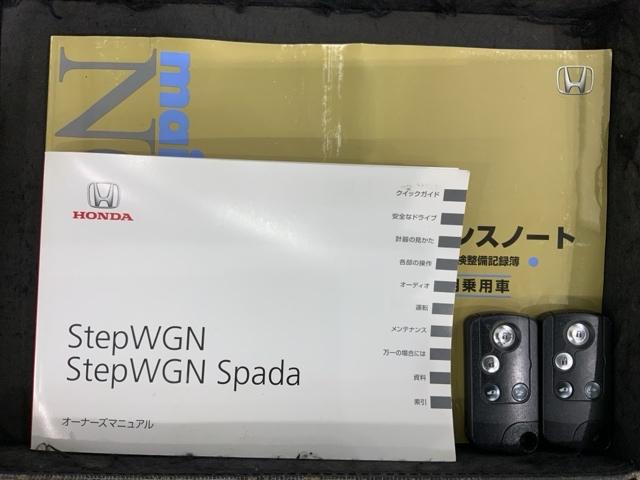 mai
N
ンスノート
検整備記録簿
用乗用車
HONDA
クイックガイド
安全なドライブ
計器の見かた
各部の操作
オーディオ
運転
メンテナンス
万一の場合には
資料
索引
StepWGN
StepWGN Spada
オーナーズマニュアル